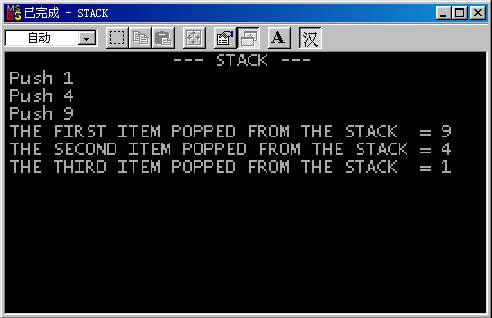 已完成 - STACK
自动
A 汉
--- STACK ---
Push 1
Push 4
Push 9
THE FIRST ITEM POPPED FROM THE STACK  = 9
THE SECOND ITEM POPPED FROM THE STACK = 4
THE THIRD ITEM POPPED FROM THE STACK  = 1